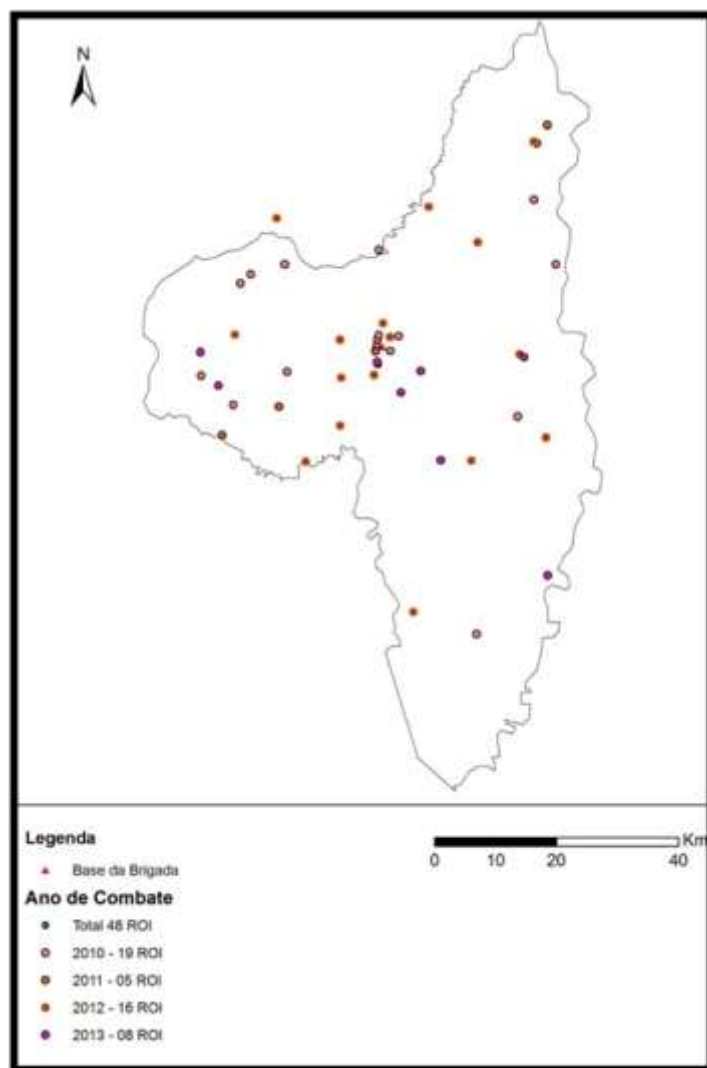 N
Legenda
Base da Brigada
Ano de Combate
Total 48 ROI
2010 - 19 ROI
2011 - 05 ROI
2012 - 16 ROI
2013 - 08 ROI
Km
0 10 20 40